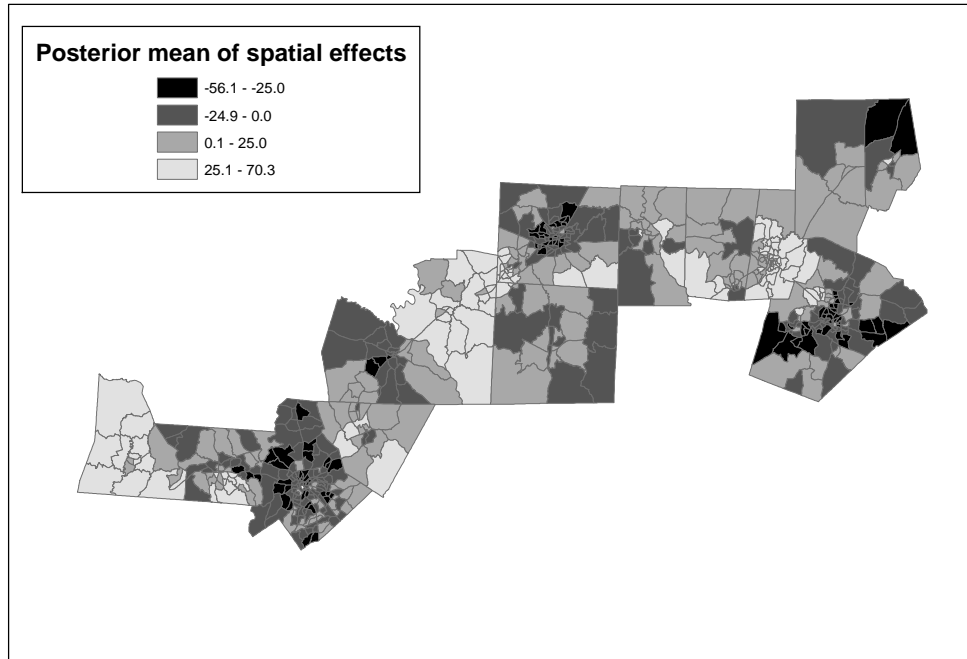 Posterior mean of spatial effects
-56.1 - -25.0
-24.9 - 0.0
0.1 - 25.0
25.1 - 70.3